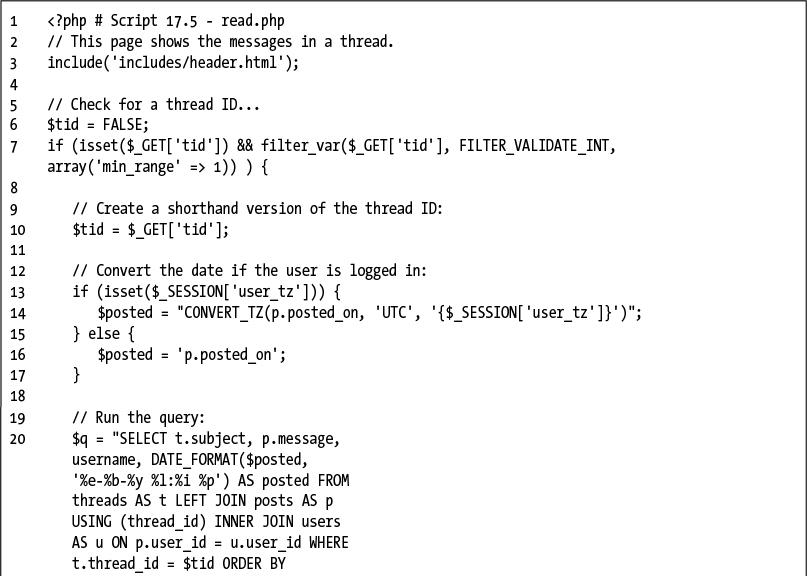 1 <?php # Script 17.5 - read.php
2 // This page shows the messages in a thread.
3 include('includes/header.html');
4
5 // Check for a thread ID...
6 $tid = FALSE;
7 if (isset($_GET['tid']) && filter_var($_GET['tid'], FILTER_VALIDATE_INT,
array('min_range' => 1)) ) {
8
9 // Create a shorthand version of the thread ID:
10 $tid = $_GET['tid'];
11
12 // Convert the date if the user is logged in:
13 if (isset($_SESSION['user_tz'])) {
14 $posted = "CONVERT_TZ(p.posted_on, 'UTC', '{$_SESSION['user_tz']}')";
15 } else {
16 $posted = 'p.posted_on';
17 }
18
19 // Run the query:
20 $q = "SELECT t.subject, p.message,
username, DATE_FORMAT($posted,
'%e-%b-%y %l:%i %p') AS posted FROM
threads AS t LEFT JOIN posts AS p
USING (thread_id) INNER JOIN users
AS u ON p.user_id = u.user_id WHERE
t.thread_id = $tid ORDER BY